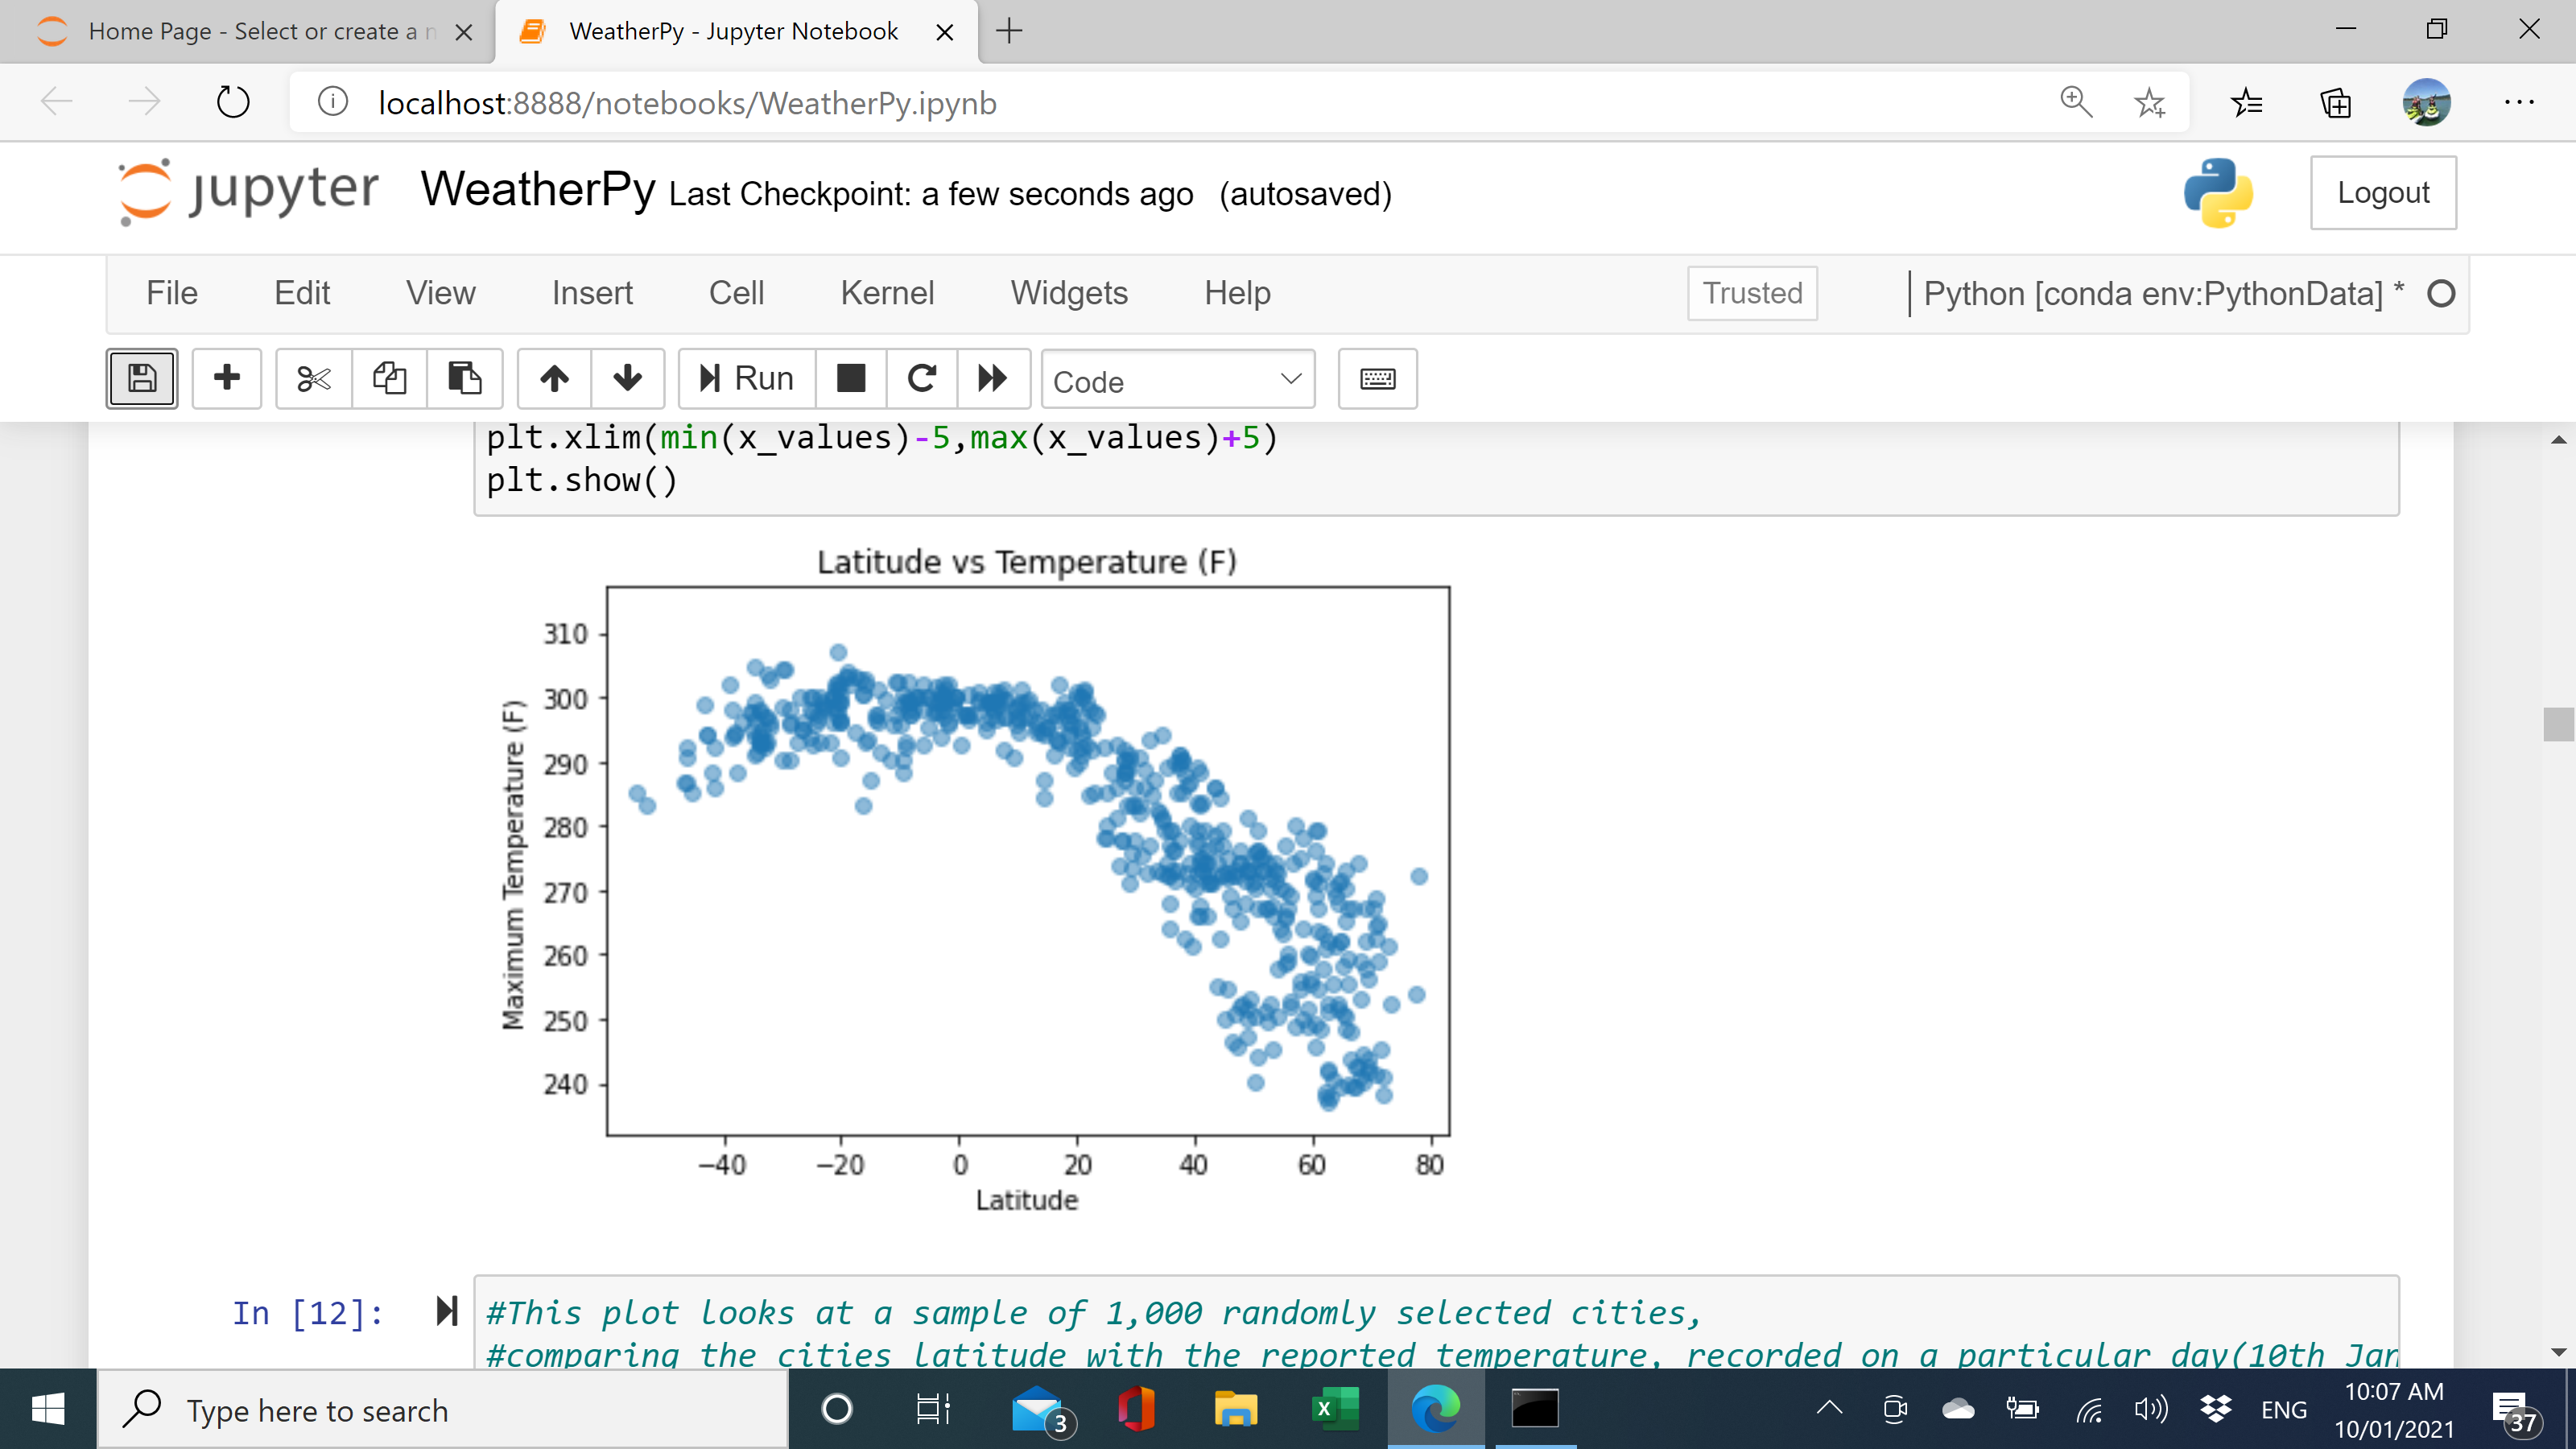 Home Page - Select or create a n
WeatherPy - Jupyter Notebook
localhost:8888/notebooks/WeatherPy.ipynb
jupyter WeatherPy Last Checkpoint: a few seconds ago (autosaved)
Logout
File Edit View Insert Cell Kernel Widgets Help Trusted Python [conda env:PythonData] *
Run Code
plt.xlim(min(x_values)-5,max(x_values)+5)
plt.show()
Latitude vs Temperature (F)
Maximum Temperature (F)
310
300
290
280
270
260
250
240
−40 −20 0 20 40 60 80
Latitude
In [12]: #This plot looks at a sample of 1,000 randomly selected cities,
#comparing the cities latitude with the reported temperature, recorded on a particular day(10th Jan
Type here to search
3
X
ENG
10:07 AM
10/01/2021
37